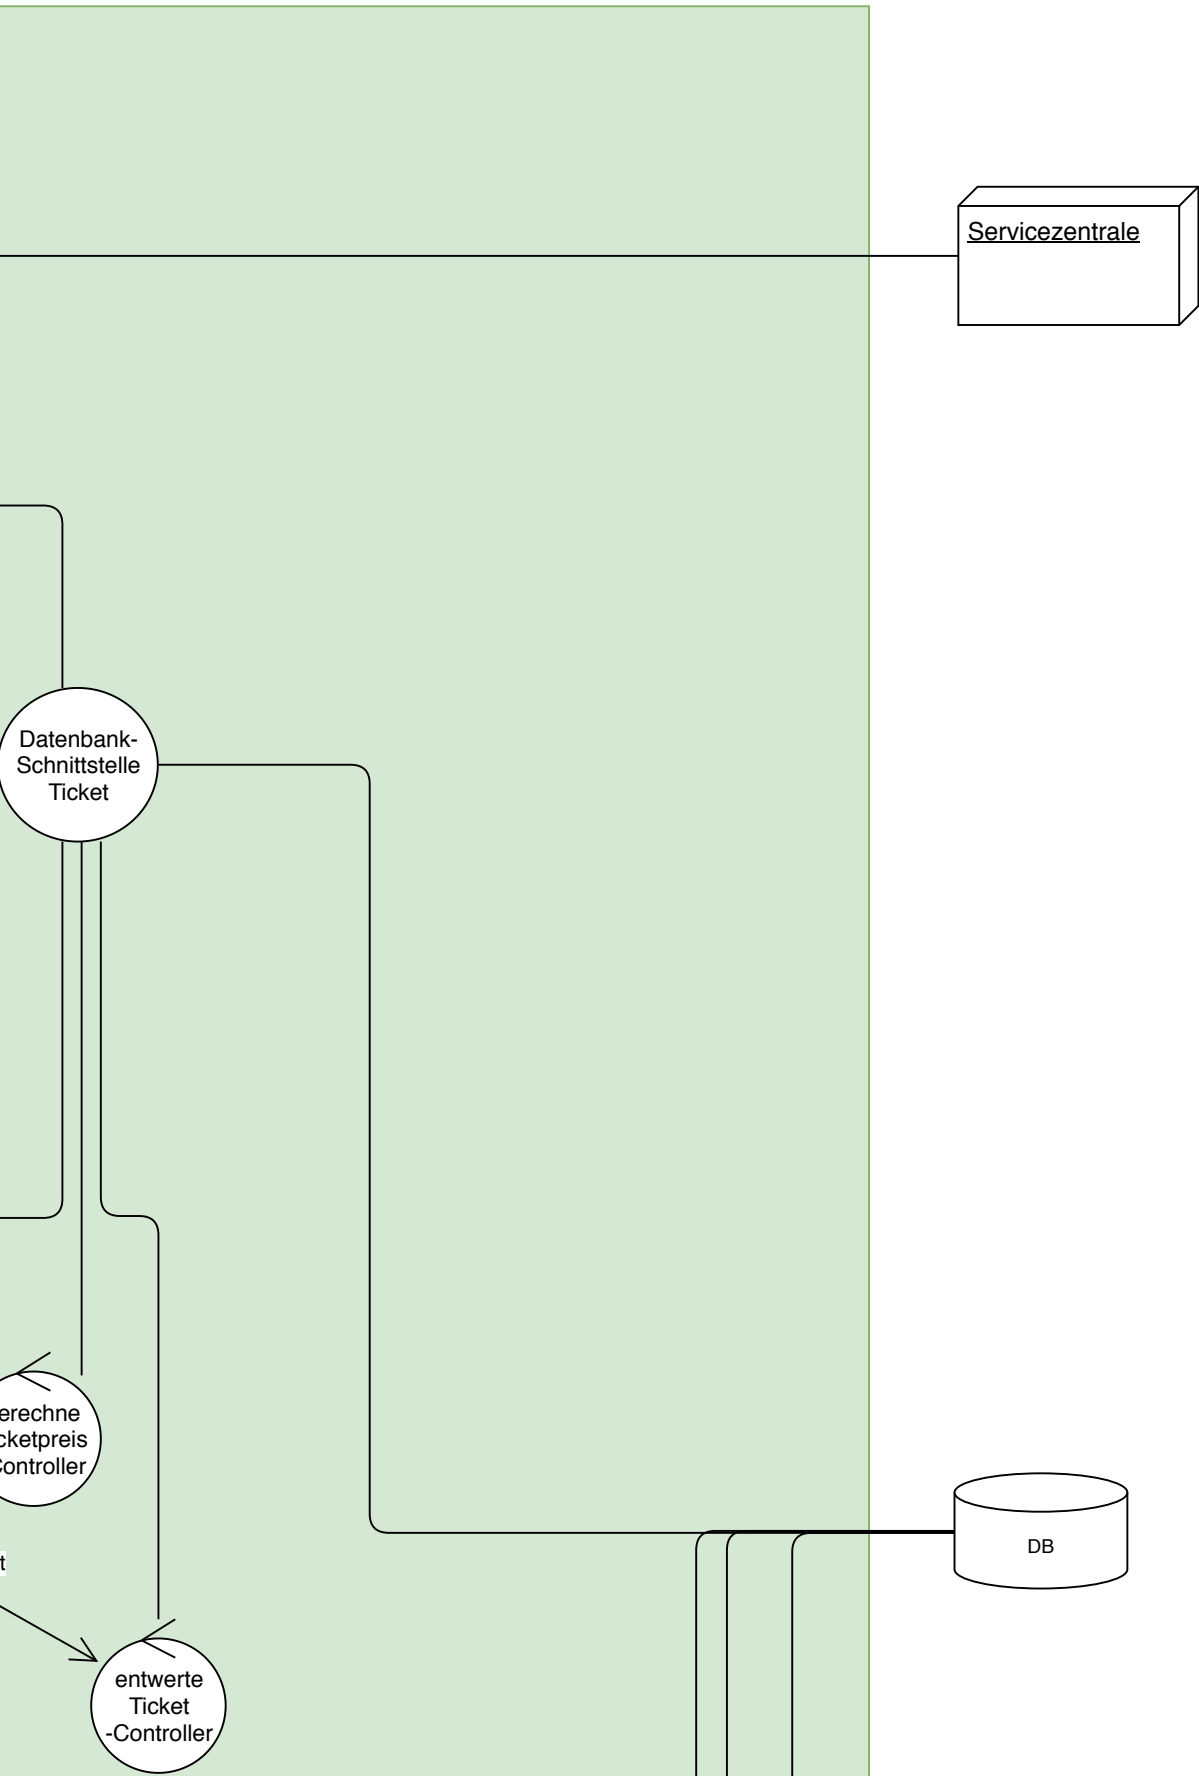 Servicezentrale
Datenbank-
Schnittstelle
Ticket
erechne
cketpreis
Controller
DB
t
entwerte
Ticket
-Controller